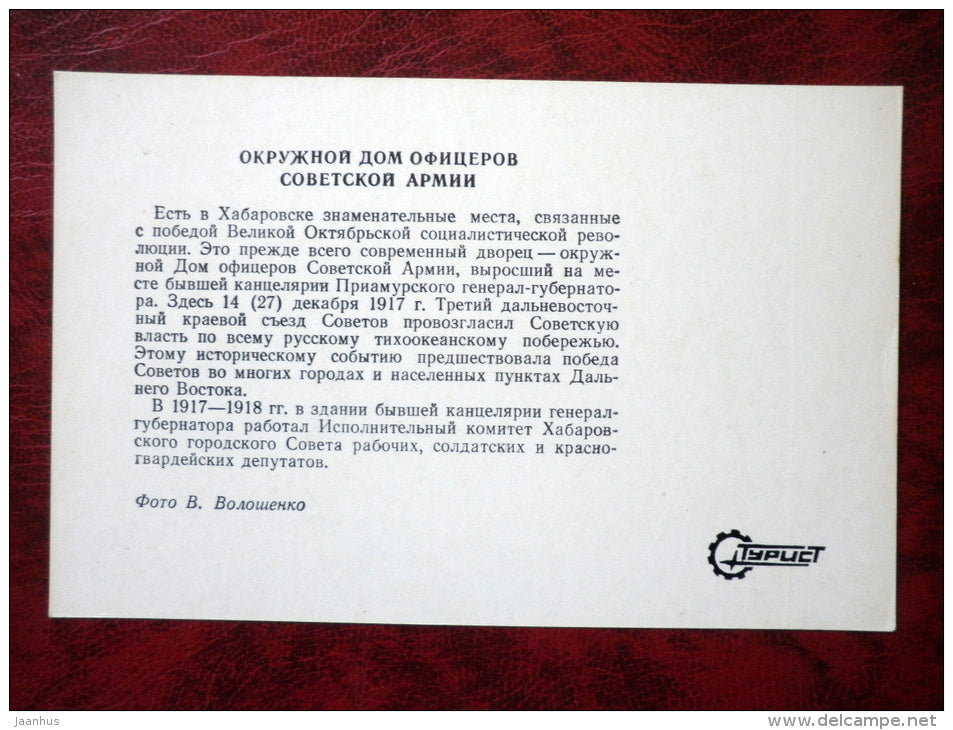 ОКРУЖНОЙ ДОМ ОФИЦЕРОВ
СОВЕТСКОЙ АРМИИ
Есть в Хабаровске знаменательные места, связанные
с победой Великой Октябрьской социалистической рево-
люции. Это прежде всего современный дворец — окруж-
ной Дом офицеров Советской Армии, выросший на ме-
сте бывшей канцелярии Приамурского генерал-губернато-
ра. Здесь 14 (27) декабря 1917 г. Третий дальневосточ-
ный краевой съезд Советов провозгласил Советскую
власть по всему русскому тихоокеанскому побережью.
Этому историческому событию предшествовала победа
Советов во многих городах и населенных пунктах Даль-
него Востока.
В 1917—1918 гг. в здании бывшей канцелярии генерал-
губернатора работал Исполнительный комитет Хабаров-
ского городского Совета рабочих, солдатских и красно-
гвардейских депутатов.
Фото В. Волошенко
ТУРИСТ
Jaanhus
www.delcampe.net